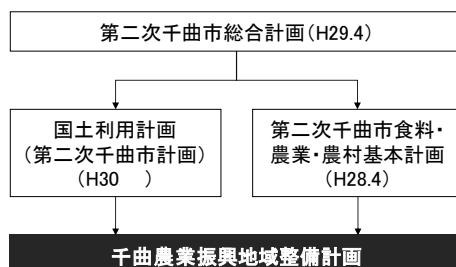 第二次千曲市総合計画(H29.4)
国土利用計画
(第二次千曲市計画)
(H30　　)
第二次千曲市食料・
農業・農村基本計画
(H28.4)
千曲農業振興地域整備計画